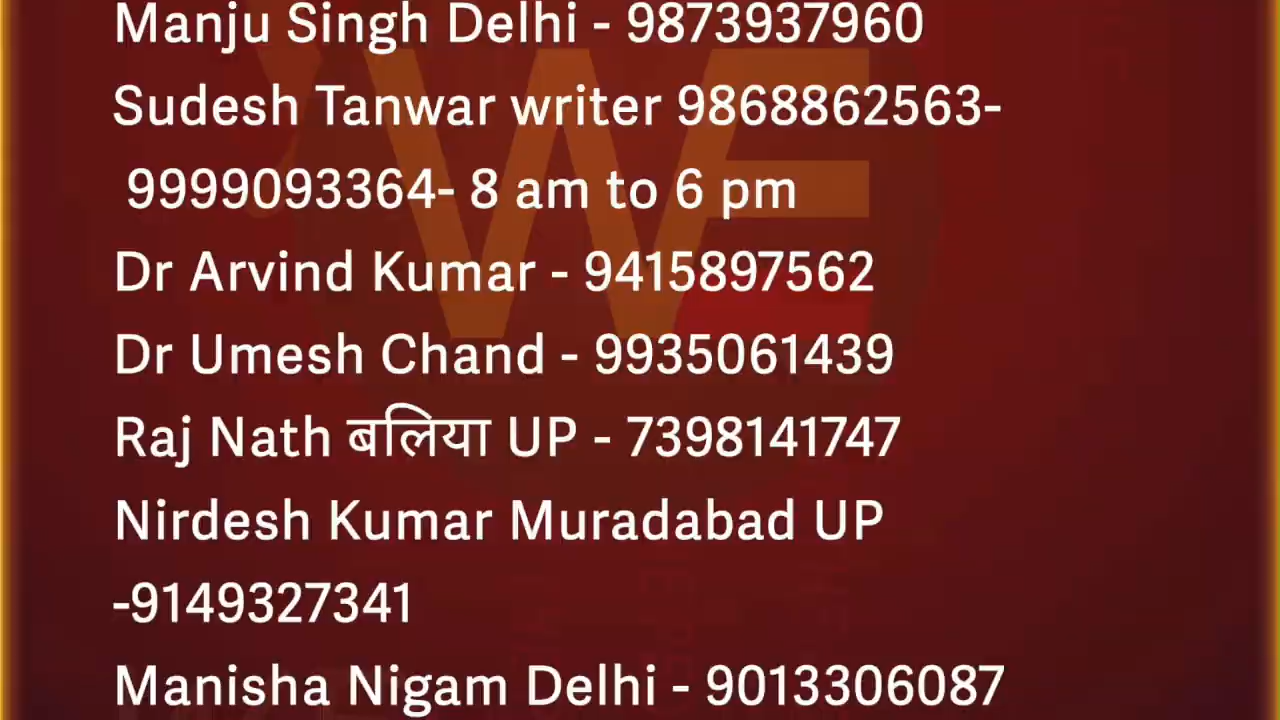 Manju Singh Delhi - 9873937960
Sudesh Tanwar writer 9868862563-
9999093364- 8 am to 6 pm
Dr Arvind Kumar - 9415897562
Dr Umesh Chand - 9935061439
Raj Nath बलिया UP - 7398141747
Nirdesh Kumar Muradabad UP
-9149327341
Manisha Nigam Delhi - 9013306087
WE